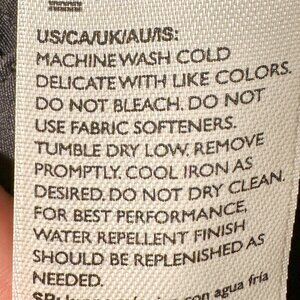 US/CA/UK/AU/IS:
MACHINE WASH COLD
DELICATE WITH LIKE COLORS.
DO NOT BLEACH. DO NOT
USE FABRIC SOFTENERS.
TUMBLE DRY LOW. REMOVE
PROMPTLY. COOL IRON AS
DESIRED. DO NOT DRY CLEAN.
FOR BEST PERFORMANCE,
WATER REPELLENT FINISH
SHOULD BE REPLENISHED AS
NEEDED.
con agua fría